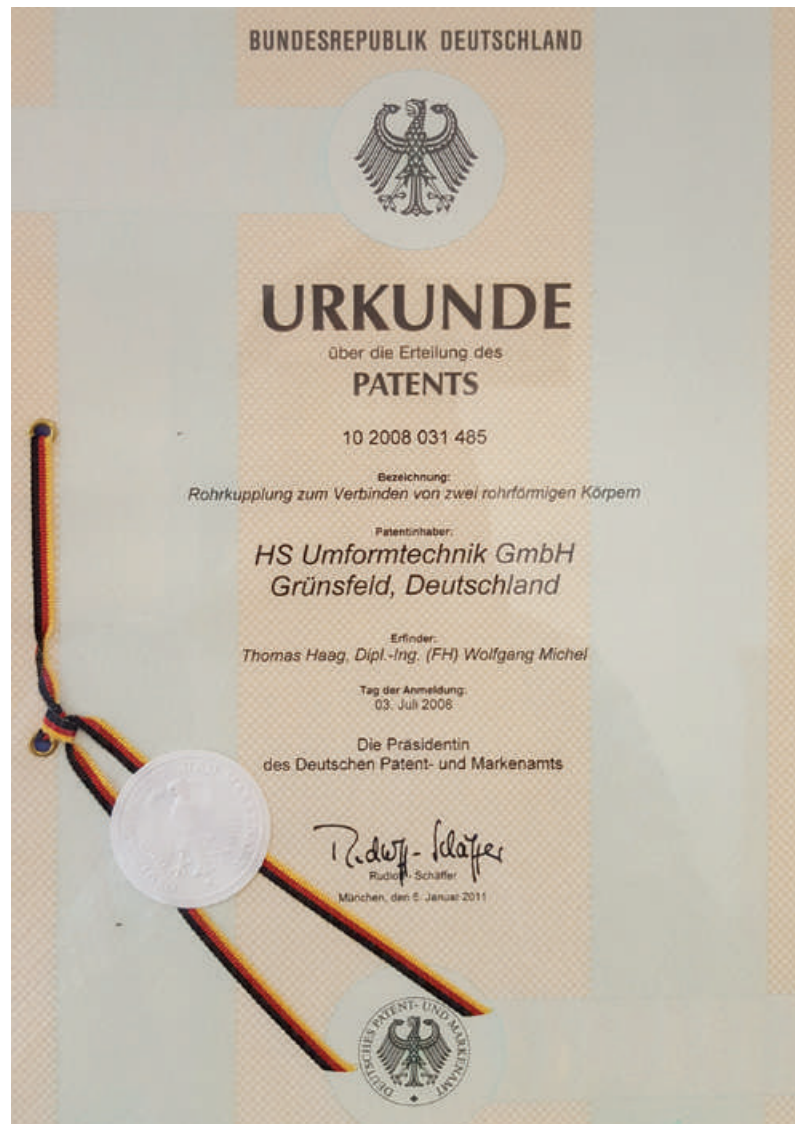 BUNDESREPUBLIK DEUTSCHLAND
URKUNDE
über die Erteilung des
PATENTS
10 2008 031 485
Bezeichnung:
Rohrkupplung zum Verbinden von zwei rohrförmigen Körpern
Patentinhaber:
HS Umformtechnik GmbH
Grünsfeld, Deutschland
Erfinder:
Thomas Haag, Dipl.-Ing. (FH) Wolfgang Michel
Tag der Anmeldung:
03. Juli 2008
Die Präsidentin
des Deutschen Patent- und Markenamts
Rudloff-Schäffer
Rudloff-Schäffer
München, den 5. Januar 2011
DEUTSCHES PATENT- UND MARKENAMT